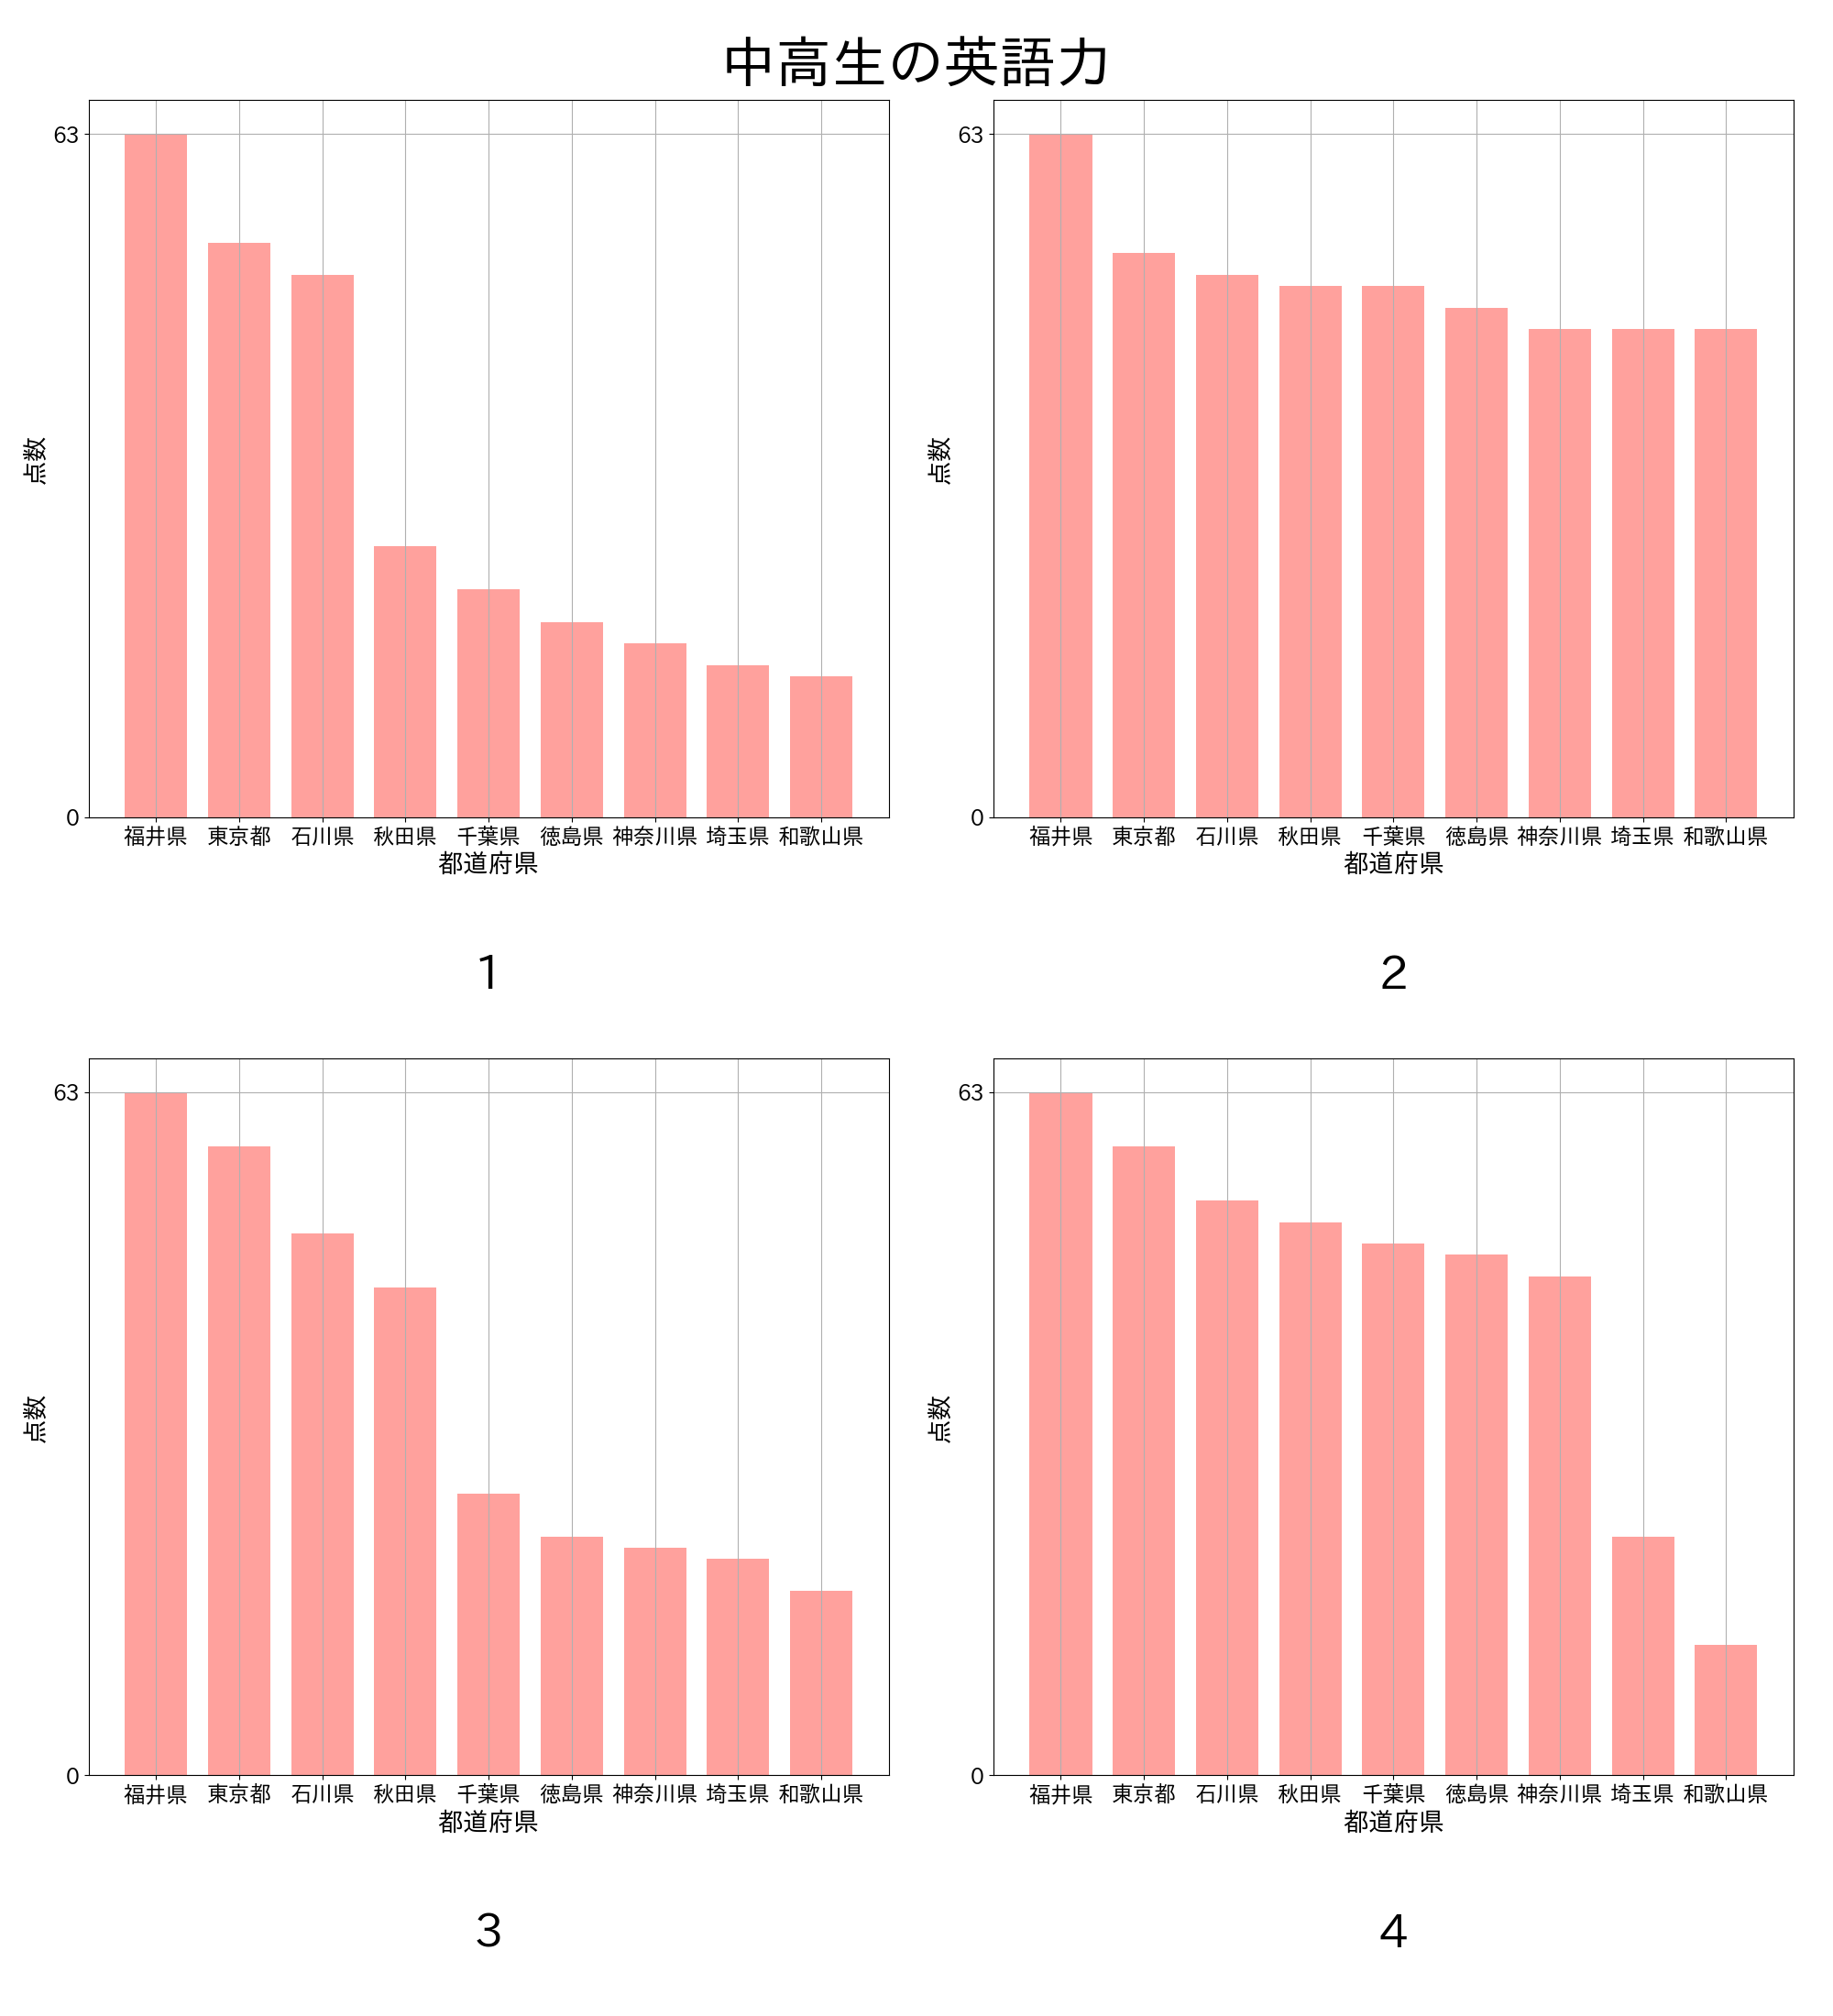 中高生の英語力
63
0
点数
福井県 東京都 石川県 秋田県 千葉県 徳島県 神奈川県 埼玉県 和歌山県
都道府県
1
63
0
点数
福井県 東京都 石川県 秋田県 千葉県 徳島県 神奈川県 埼玉県 和歌山県
都道府県
2
63
0
点数
福井県 東京都 石川県 秋田県 千葉県 徳島県 神奈川県 埼玉県 和歌山県
都道府県
3
63
0
点数
福井県 東京都 石川県 秋田県 千葉県 徳島県 神奈川県 埼玉県 和歌山県
都道府県
4